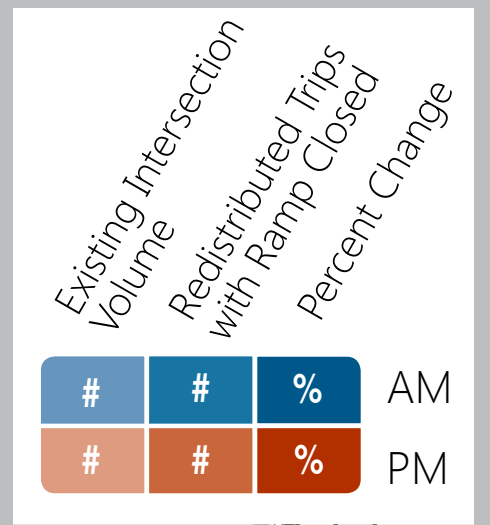 Existing Intersection
Volume
Redistributed Trips
with Ramp Closed
Percent Change
# # % AM
# # % PM